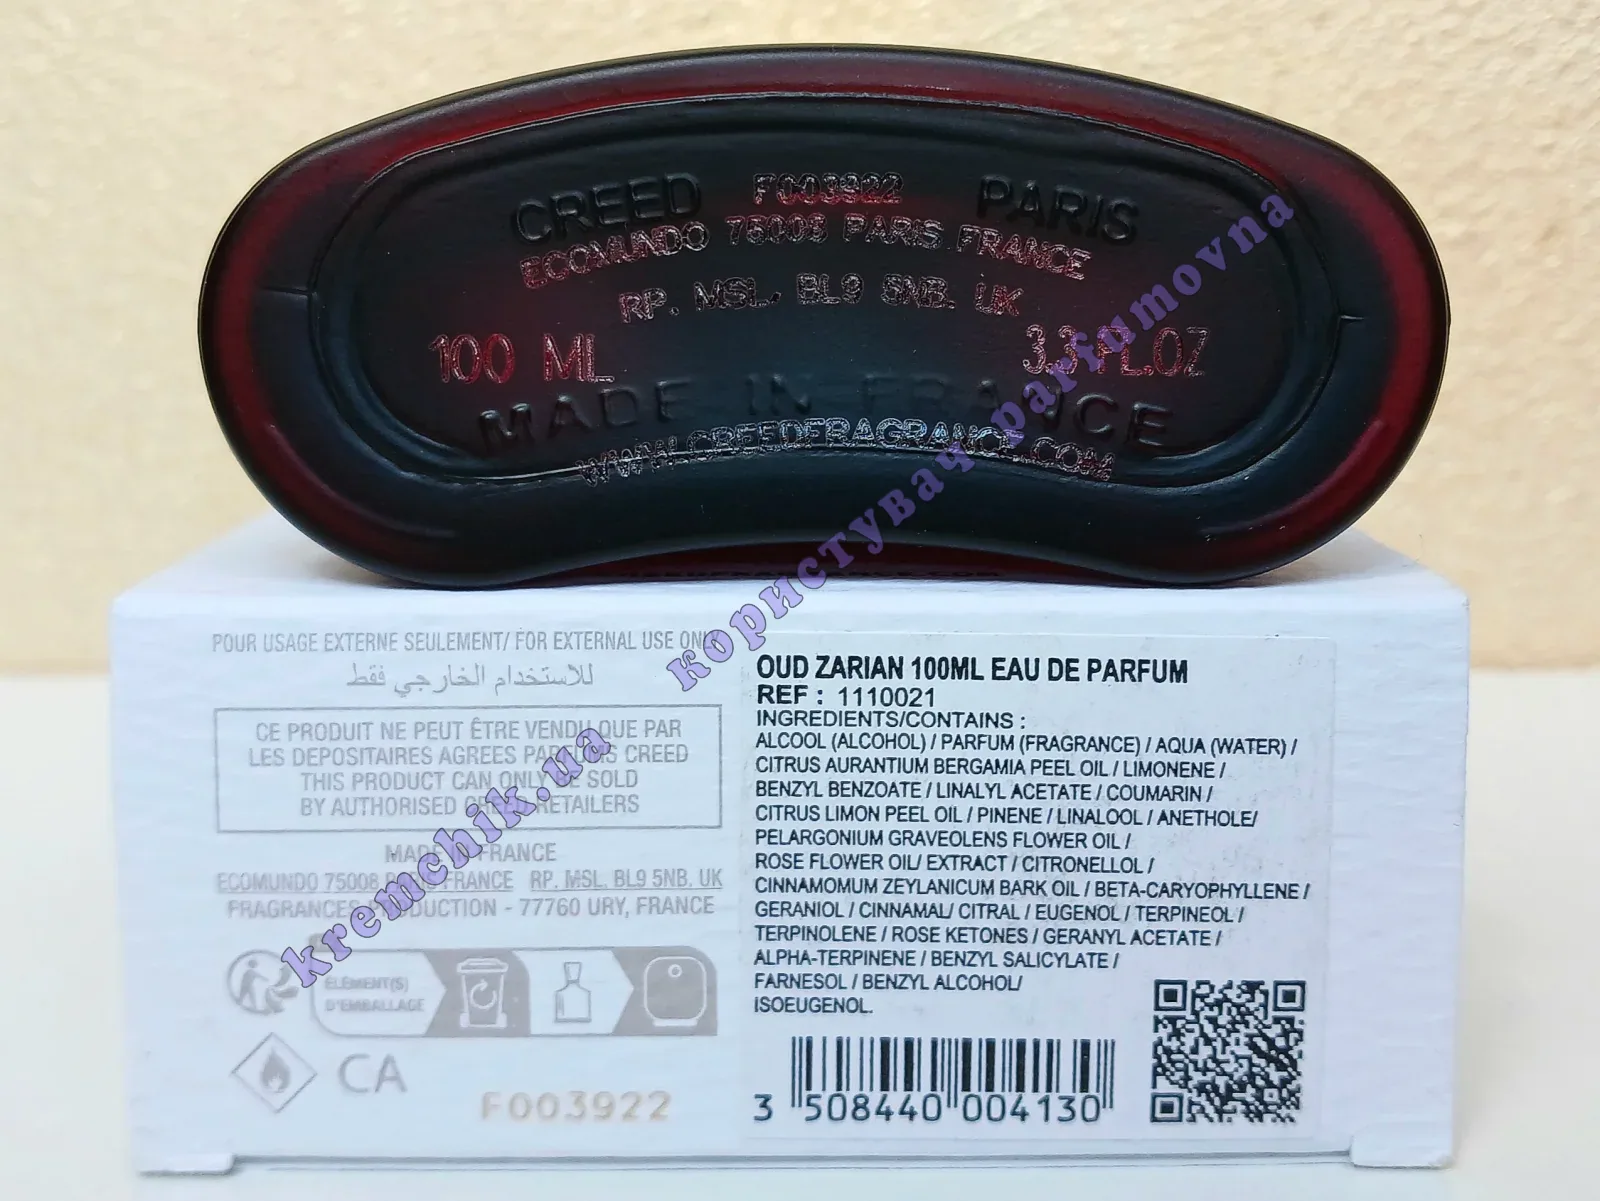 CREED F003922 PARIS
ECOMUNDO 75008 PARIS FRANCE
RP. MSL. BL9 5NB. UK
100 ML 3.3 FL.OZ
MADE IN FRANCE
WWW.CREEDFRAGRANCE.COM
користувач parfumovna
kremchik.ua
POUR USAGE EXTERNE SEULEMENT/ FOR EXTERNAL USE ONLY
للاستخدام الخارجي فقط
CE PRODUIT NE PEUT ÊTRE VENDU QUE PAR
LES DEPOSITAIRES AGREES PARFUMS CREED
THIS PRODUCT CAN ONLY BE SOLD
BY AUTHORISED CREED RETAILERS
MADE IN FRANCE
ECOMUNDO 75008 PARIS FRANCE RP. MSL. BL9 5NB. UK
FRAGRANCES PRODUCTION - 77760 URY, FRANCE
ÉLÉMENT(S)
D'EMBALLAGE
CA
F003922
OUD ZARIAN 100ML EAU DE PARFUM
REF : 1110021
INGREDIENTS/CONTAINS :
ALCOOL (ALCOHOL) / PARFUM (FRAGRANCE) / AQUA (WATER) /
CITRUS AURANTIUM BERGAMIA PEEL OIL / LIMONENE /
BENZYL BENZOATE / LINALYL ACETATE / COUMARIN /
CITRUS LIMON PEEL OIL / PINENE / LINALOOL / ANETHOLE/
PELARGONIUM GRAVEOLENS FLOWER OIL /
ROSE FLOWER OIL/ EXTRACT / CITRONELLOL /
CINNAMOMUM ZEYLANICUM BARK OIL / BETA-CARYOPHYLLENE /
GERANIOL / CINNAMAL/ CITRAL / EUGENOL / TERPINEOL /
TERPINOLENE / ROSE KETONES / GERANYL ACETATE /
ALPHA-TERPINENE / BENZYL SALICYLATE /
FARNESOL / BENZYL ALCOHOL/
ISOEUGENOL.
3 508440 004130